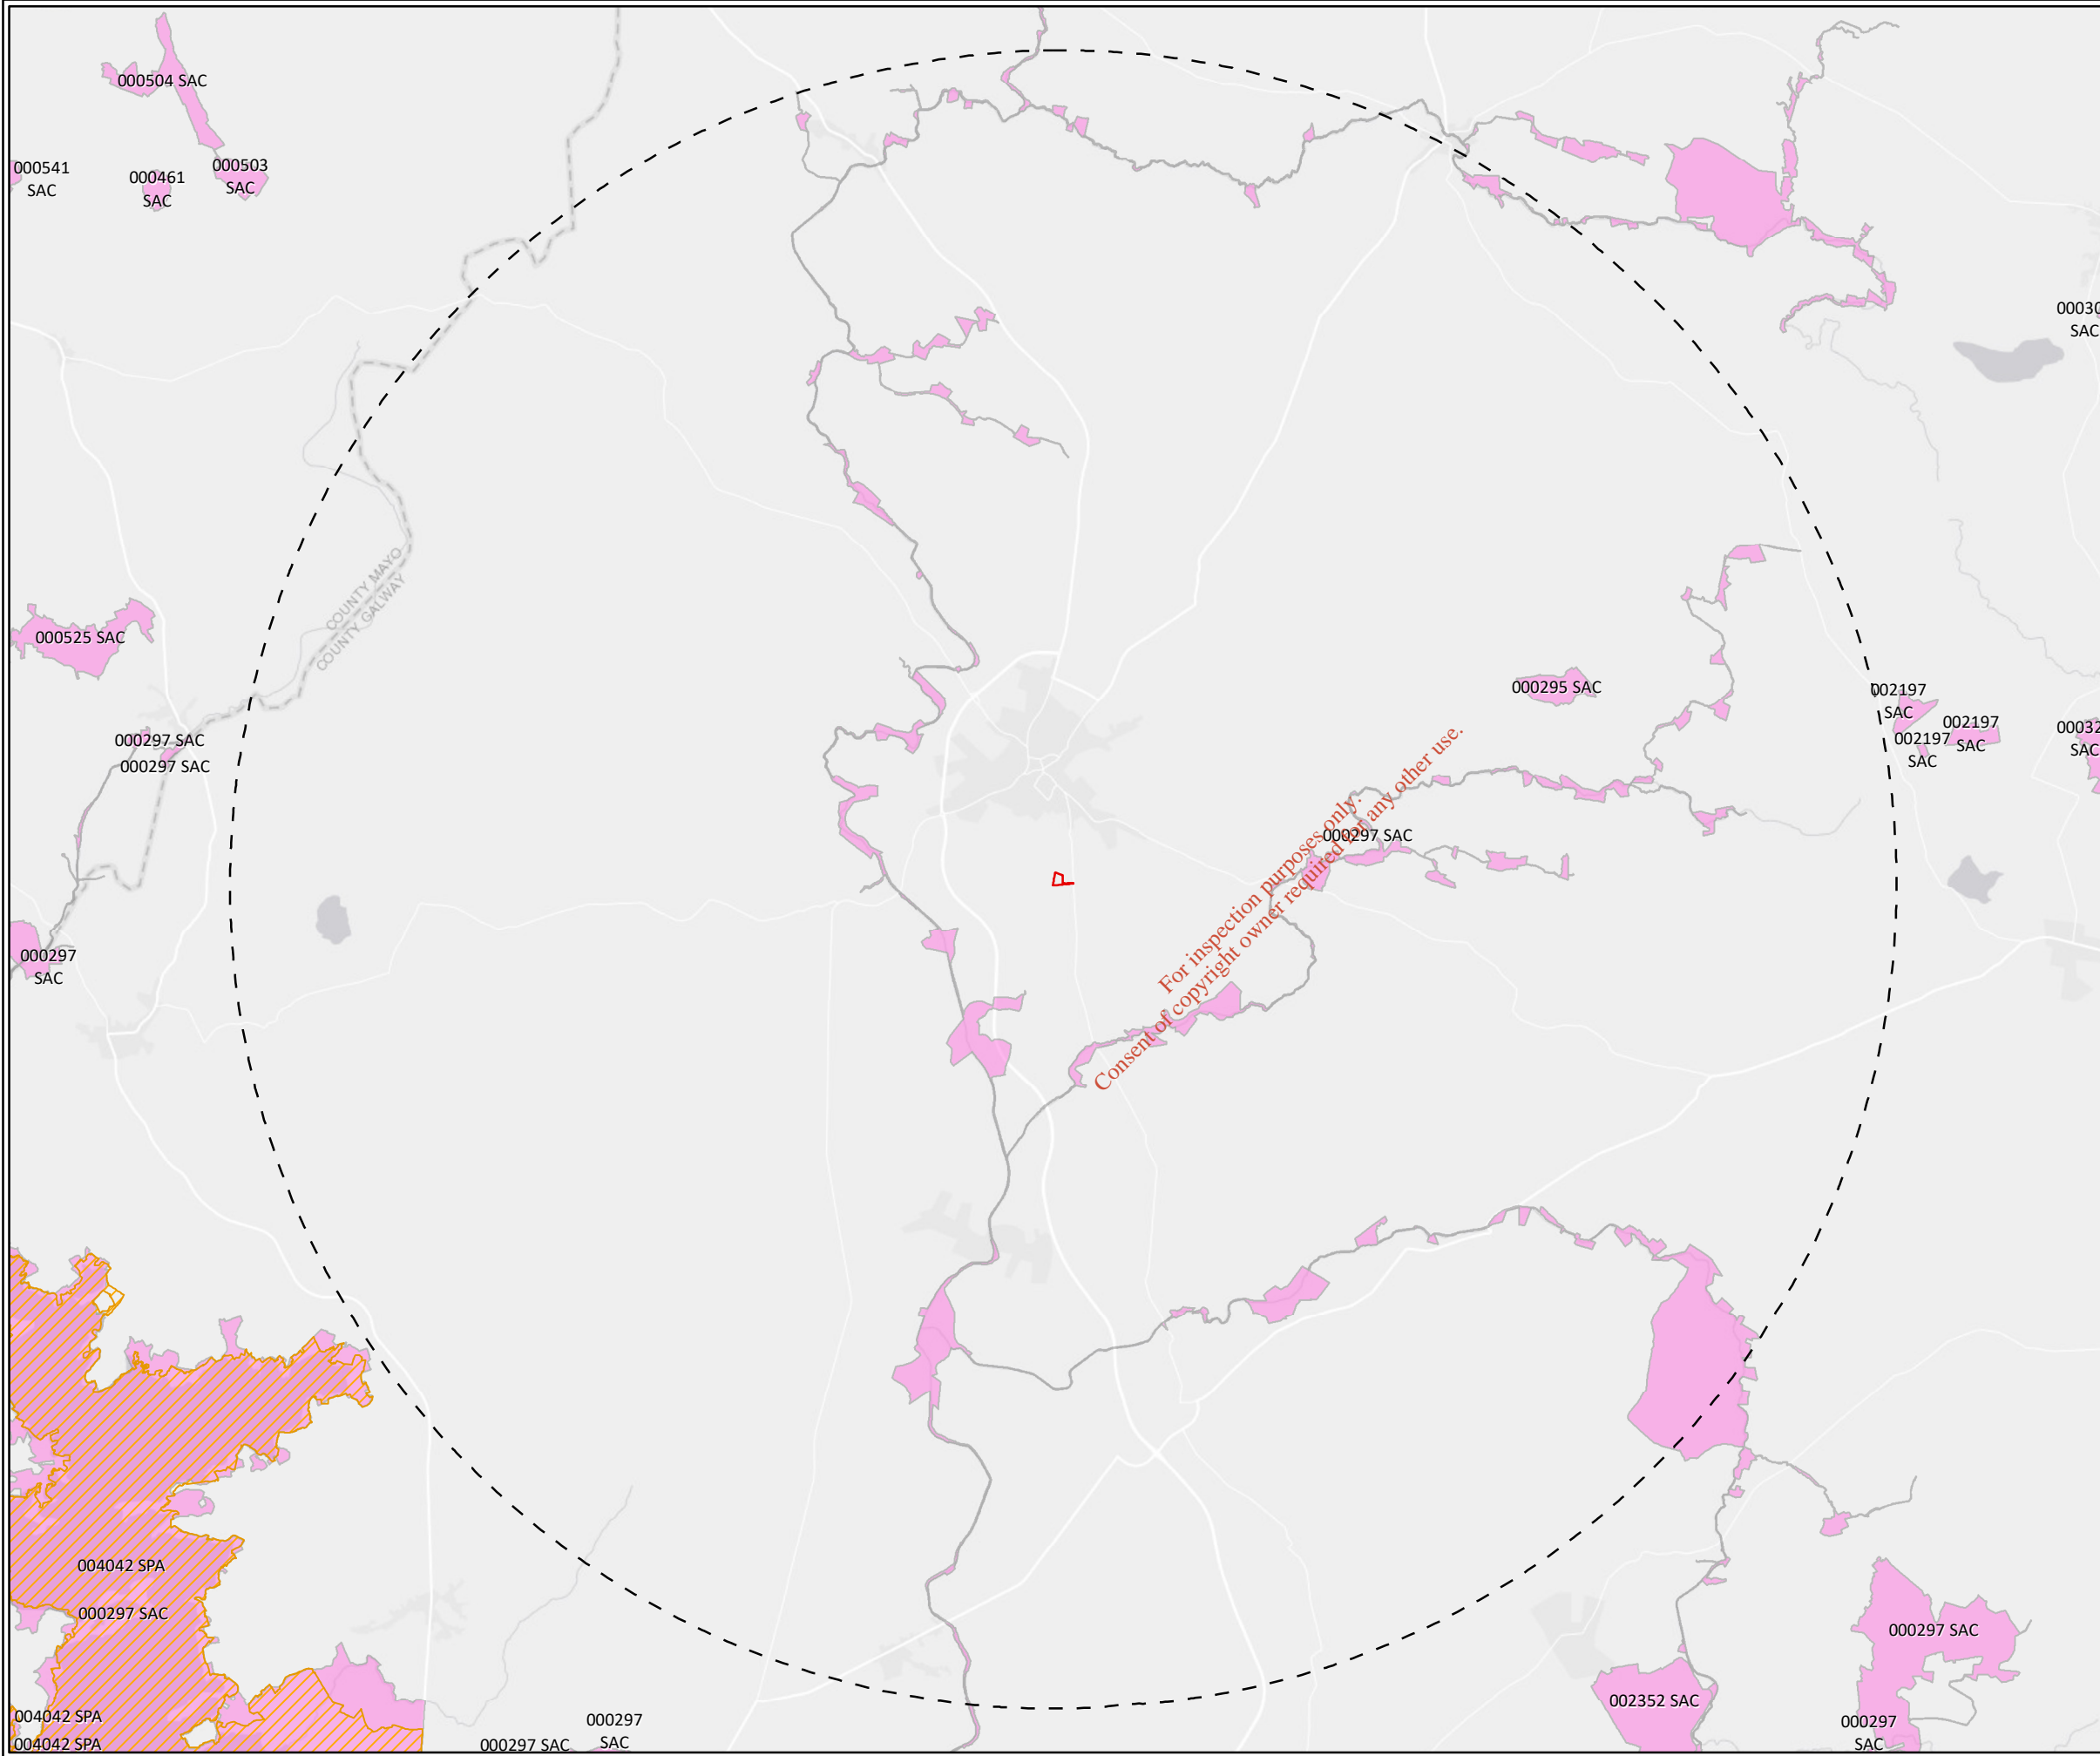 000504 SAC
000541
SAC
000461
SAC
000503
SAC
COUNTY MAYO
COUNTY GALWAY
000525 SAC
000297 SAC
000297 SAC
000297
SAC
000295 SAC
002197
SAC
002197
SAC
002197
SAC
00032
SAC
00030
SAC
000297 SAC
For inspection purposes only.
Consent of copyright owner required for any other use.
004042 SPA
000297 SAC
004042 SPA
004042 SPA
000297 SAC
000297
SAC
002352 SAC
000297 SAC
000297
SAC